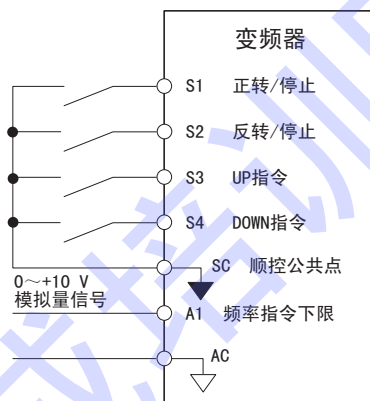 变频器
S1 正转/停止
S2 反转/停止
S3 UP指令
S4 DOWN指令
SC 顺控公共点
0～+10 V
模拟量信号
A1 频率指令下限
AC